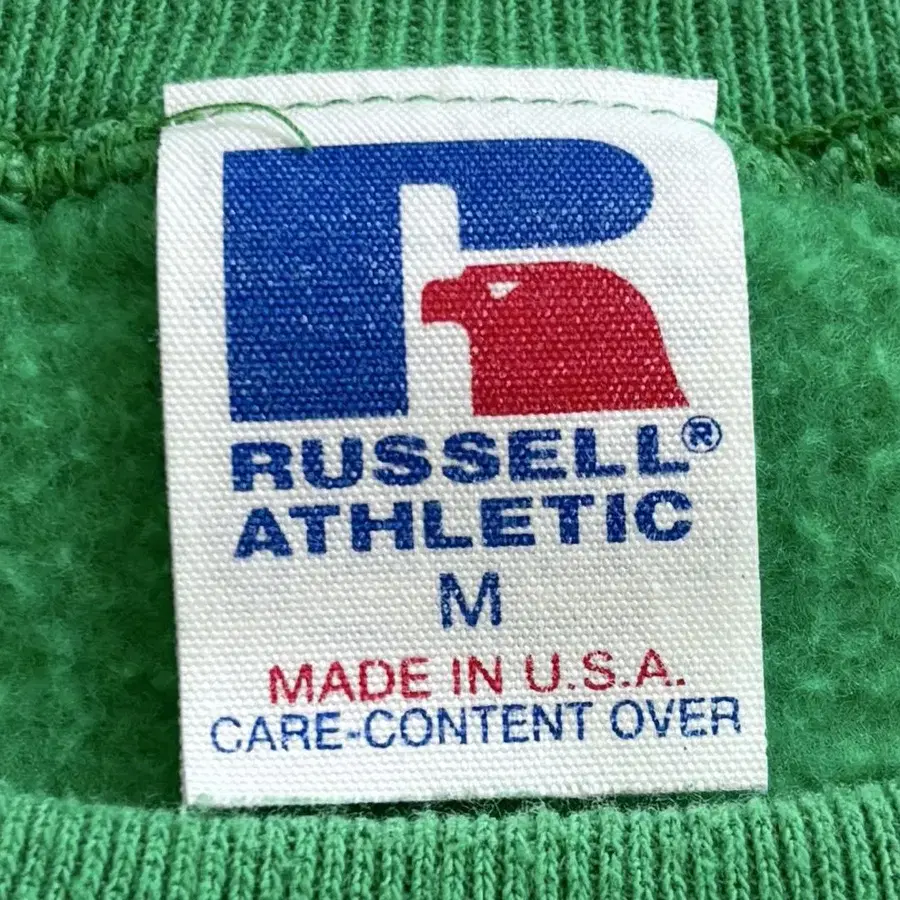 RUSSELL®
ATHLETIC
M
MADE IN U.S.A.
CARE-CONTENT OVER